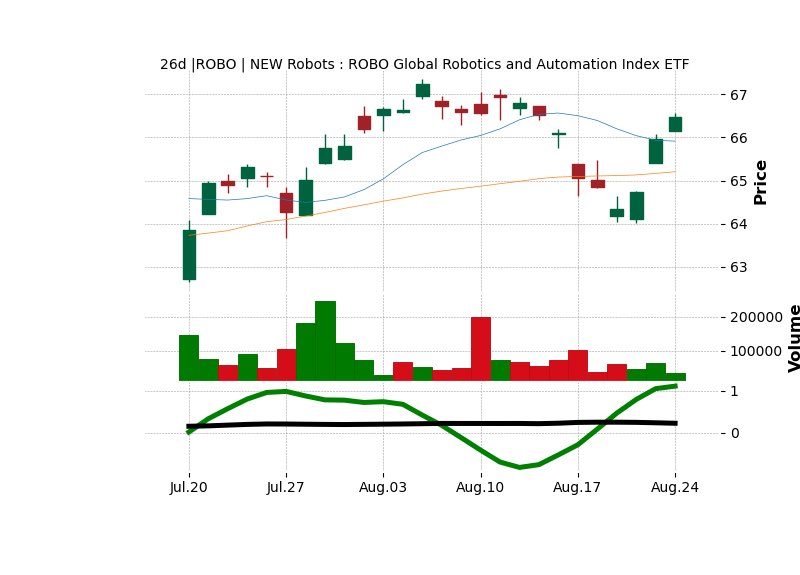 26d |ROBO | NEW Robots : ROBO Global Robotics and Automation Index ETF
67
66
65
64
63
Price
200000
100000
Volume
1
0
Jul.20 Jul.27 Aug.03 Aug.10 Aug.17 Aug.24